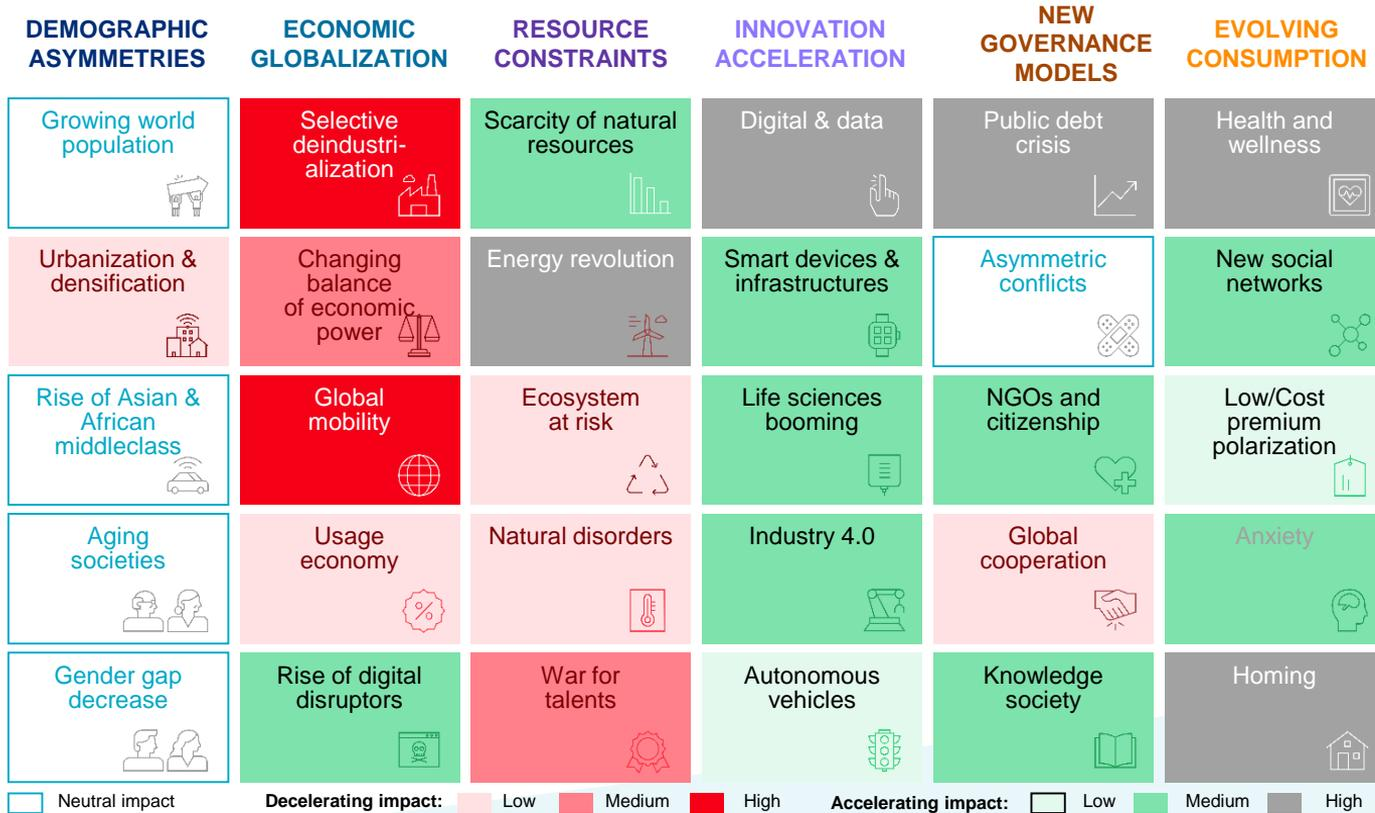 DEMOGRAPHIC
ASYMMETRIES
ECONOMIC
GLOBALIZATION
RESOURCE
CONSTRAINTS
INNOVATION
ACCELERATION
NEW
GOVERNANCE
MODELS
EVOLVING
CONSUMPTION
Growing world
population
Selective
deindustri-
alization
Scarcity of natural
resources
Digital & data
Public debt
crisis
Health and
wellness
Urbanization &
densification
Changing
balance
of economic
power
Energy revolution
Smart devices &
infrastructures
Asymmetric
conflicts
New social
networks
Rise of Asian &
African
middleclass
Global
mobility
Ecosystem
at risk
Life sciences
booming
NGOs and
citizenship
Low/Cost
premium
polarization
Aging
societies
Usage
economy
%
Natural disorders
Industry 4.0
Global
cooperation
Anxiety
Gender gap
decrease
Rise of digital
disruptors
War for
talents
Autonomous
vehicles
Knowledge
society
Homing
Neutral impact
Decelerating impact: Low Medium High
Accelerating impact: Low Medium High